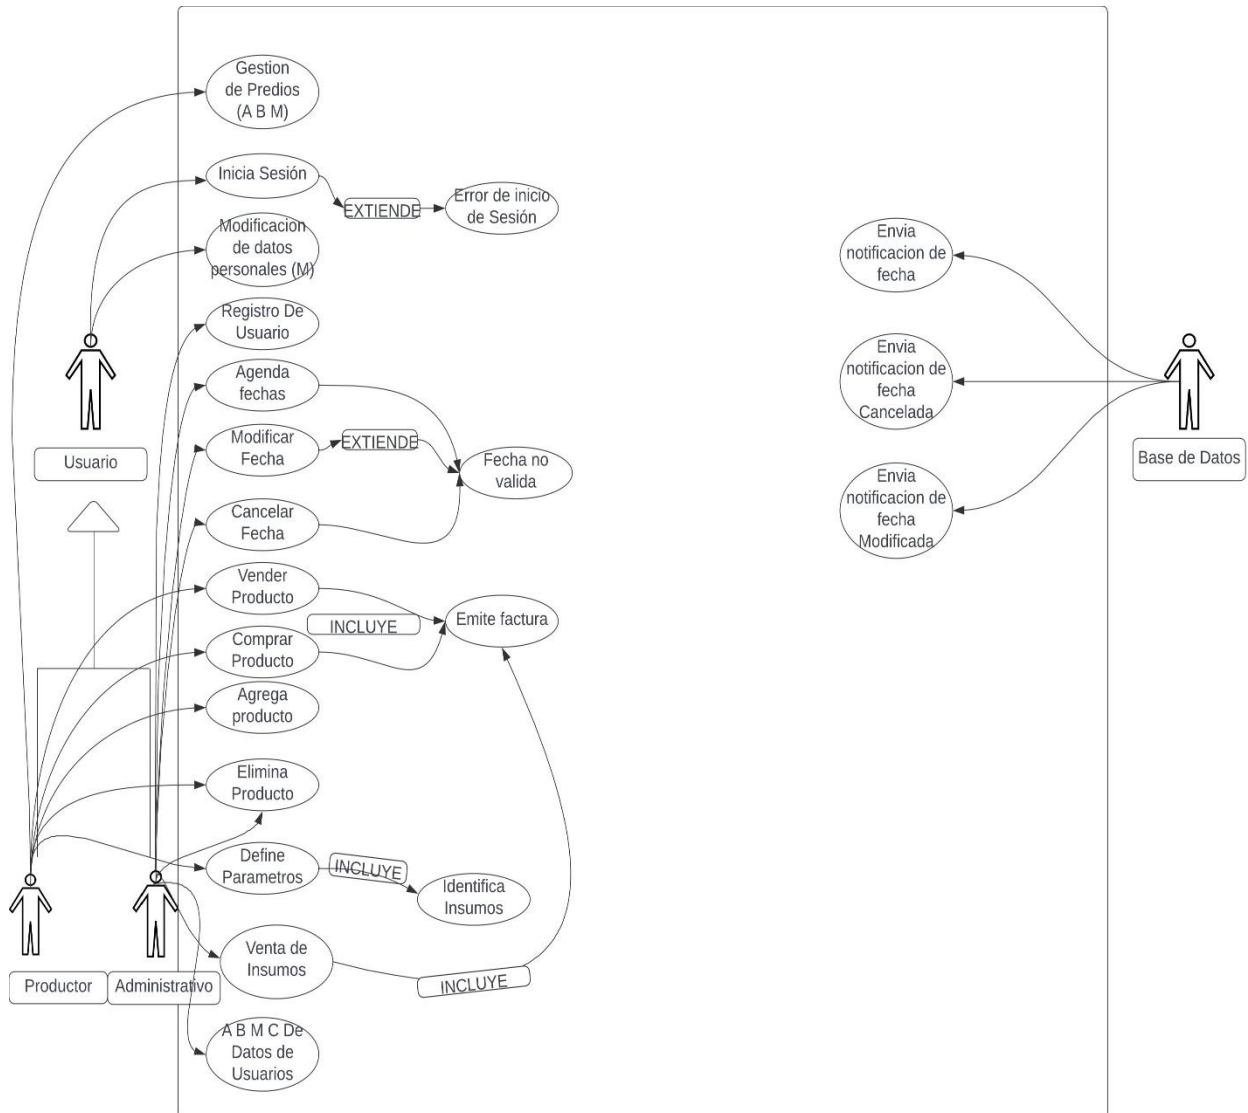 Gestion
de Predios
(A B M)
Inicia Sesión
EXTIENDE
Error de inicio
de Sesión
Modificacion
de datos
personales (M)
Registro De
Usuario
Agenda
fechas
Modificar
Fecha
EXTIENDE
Fecha no
valida
Cancelar
Fecha
Vender
Producto
INCLUYE
Emite factura
Comprar
Producto
Agrega
producto
Elimina
Producto
Define
Parametros
INCLUYE
Identifica
Insumos
Venta de
Insumos
INCLUYE
A B M C De
Datos de
Usuarios
Usuario
Productor
Administrativo
Envia
notificacion de
fecha
Envia
notificacion de
fecha
Cancelada
Envia
notificacion de
fecha
Modificada
Base de Datos